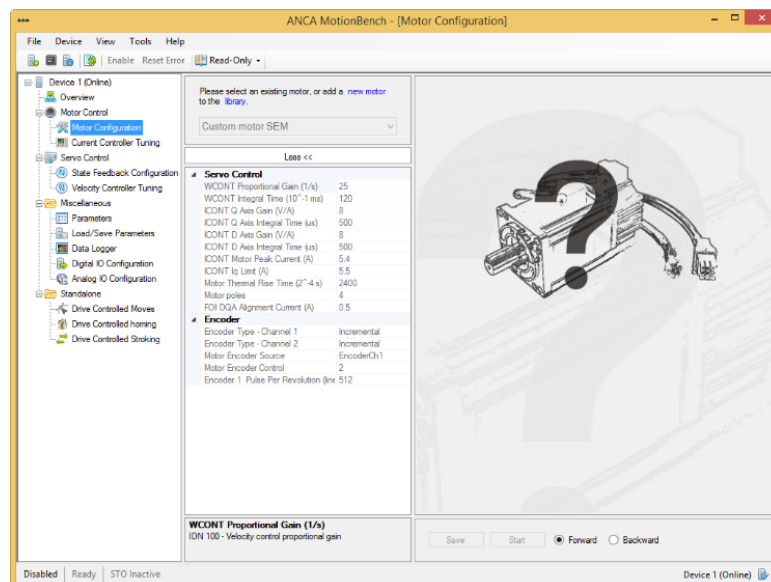 ANCA MotionBench - [Motor Configuration]
File Device View Tools Help
Enable Reset Error Read-Only
Device 1 (Online)
Overview
Motor Control
Motor Configuration
Current Controller Tuning
Servo Control
State Feedback Configuration
Velocity Controller Tuning
Miscellaneous
Parameters
Load/Save Parameters
Data Logger
Digital IO Configuration
Analog IO Configuration
Standalone
Drive Controlled Moves
Drive Controlled homing
Drive Controlled Stroking
Please select an existing motor, or add a new motor
to the library.
Custom motor SEM
Less <<
Servo Control
WCONT Proportional Gain (1/s) 25
WCONT Integral Time (10^-1 ms) 120
ICONT Q Axis Gain (V/A) 8
ICONT Q Axis Integral Time (us) 500
ICONT D Axis Gain (V/A) 8
ICONT D Axis Integral Time (us) 500
ICONT Motor Peak Current (A) 5.4
ICONT Iq Limit (A) 5.5
Motor Thermal Rise Time (2^-4 s) 2400
Motor poles 4
FOI DQA Alignment Current (A) 0.5
Encoder
Encoder Type - Channel 1 Incremental
Encoder Type - Channel 2 Incremental
Motor Encoder Source EncoderCh1
Motor Encoder Control 2
Encoder 1 Pulse Per Revolution (line 512
WCONT Proportional Gain (1/s)
IDN 100 - Velocity control proportional gain
?
Save Start Forward Backward
Disabled Ready STO Inactive Device 1 (Online)